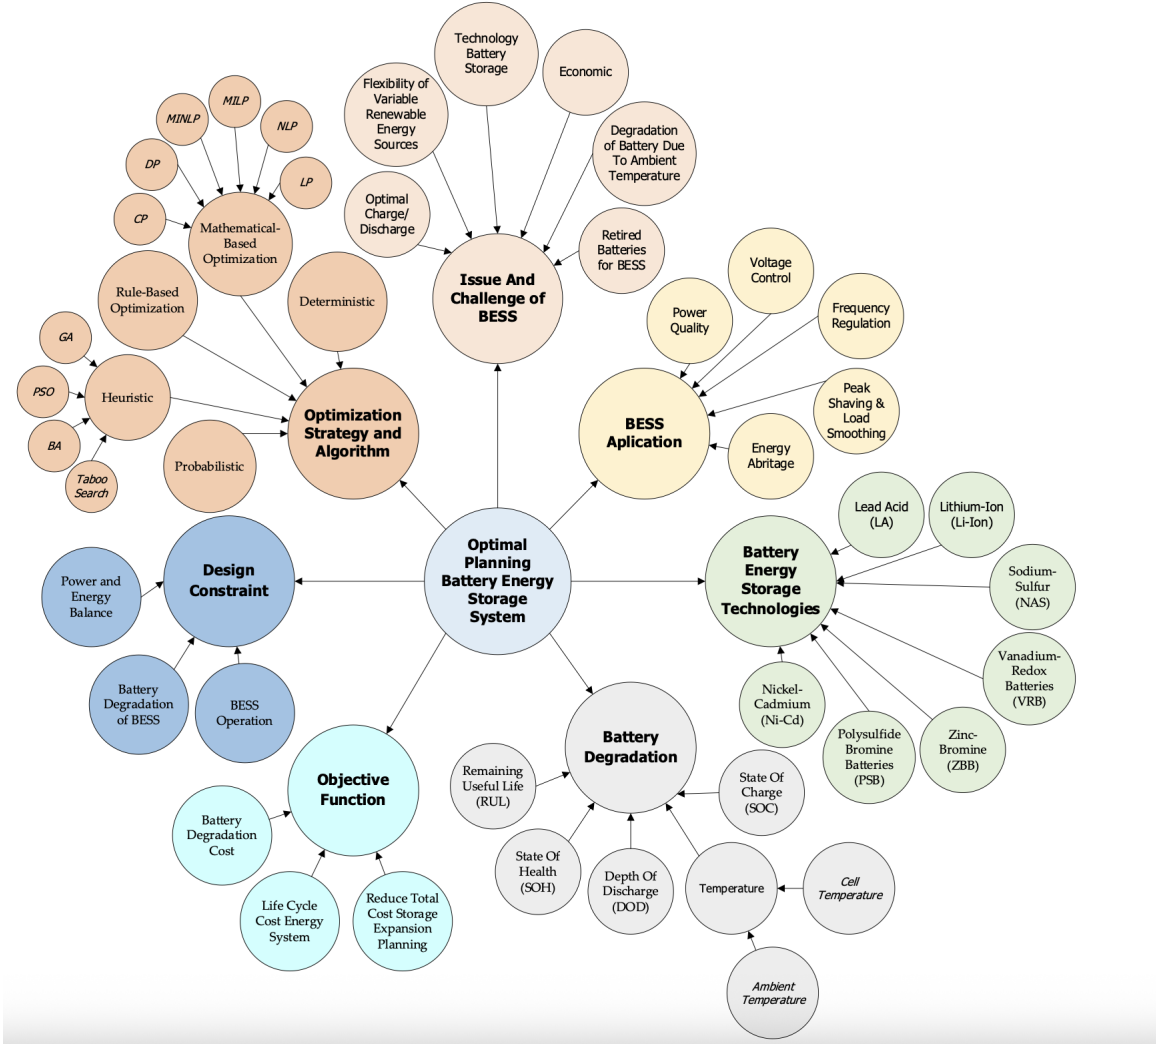 Technology
Battery
Storage
Economic
Flexibility of
Variable
Renewable
Energy
Sources
Degradation
of Battery Due
To Ambient
Temperature
Optimal
Charge/
Discharge
Retired
Batteries
for BESS
Issue And
Challenge of
BESS
MILP
MINLP
NLP
DP
LP
CP
Mathematical-
Based
Optimization
Rule-Based
Optimization
Deterministic
GA
PSO
BA
Taboo
Search
Heuristic
Probabilistic
Optimization
Strategy and
Algorithm
Voltage
Control
Power
Quality
Frequency
Regulation
Peak
Shaving &
Load
Smoothing
Energy
Abritage
BESS
Aplication
Optimal
Planning
Battery Energy
Storage
System
Design
Constraint
Power and
Energy
Balance
Battery
Degradation
of BESS
BESS
Operation
Battery
Energy
Storage
Technologies
Lead Acid
(LA)
Lithium-Ion
(Li-Ion)
Sodium-
Sulfur
(NAS)
Vanadium-
Redox
Batteries
(VRB)
Zinc-
Bromine
(ZBB)
Polysulfide
Bromine
Batteries
(PSB)
Nickel-
Cadmium
(Ni-Cd)
Objective
Function
Battery
Degradation
Cost
Life Cycle
Cost Energy
System
Reduce Total
Cost Storage
Expansion
Planning
Battery
Degradation
Remaining
Useful Life
(RUL)
State Of
Health
(SOH)
Depth Of
Discharge
(DOD)
State Of
Charge
(SOC)
Temperature
Cell
Temperature
Ambient
Temperature